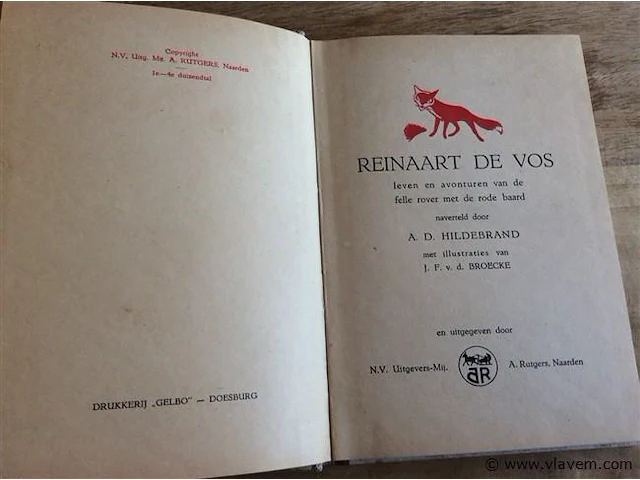 Copyright
N.V. Uitg. Mij. A. RUTGERS, Naarden
1e—4e duizendtal
DRUKKERIJ „GELBO" — DOESBURG
REINAART DE VOS
leven en avonturen van de
felle rover met de rode baard
naverteld door
A. D. HILDEBRAND
met illustraties van
J. F. v. d. BROECKE
en uitgegeven door
N.V. Uitgevers-Mij. AR A. Rutgers, Naarden
© www.vlavem.com